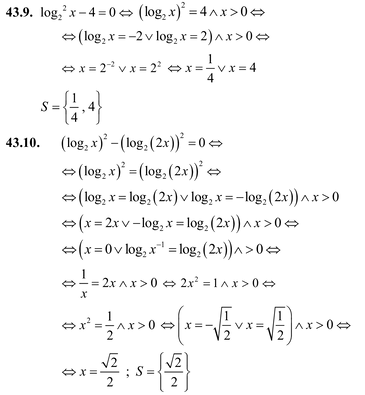 43.9. log₂² x − 4 = 0 ⇔ (log₂ x)² = 4 ∧ x > 0 ⇔
⇔ (log₂ x = −2 ∨ log₂ x = 2) ∧ x > 0 ⇔
⇔ x = 2⁻² ∨ x = 2² ⇔ x = 1/4 ∨ x = 4
S = {1/4, 4}
43.10. (log₂ x)² − (log₂ (2x))² = 0 ⇔
⇔ (log₂ x)² = (log₂ (2x))² ⇔
⇔ (log₂ x = log₂ (2x) ∨ log₂ x = −log₂ (2x)) ∧ x > 0
⇔ (x = 2x ∨ −log₂ x = log₂ (2x)) ∧ x > 0 ⇔
⇔ (x = 0 ∨ log₂ x⁻¹ = log₂ (2x)) ∧ > 0 ⇔
⇔ 1/x = 2x ∧ x > 0 ⇔ 2x² = 1 ∧ x > 0 ⇔
⇔ x² = 1/2 ∧ x > 0 ⇔ (x = −√(1/2) ∨ x = √(1/2)) ∧ x > 0 ⇔
⇔ x = √2/2 ; S = {√2/2}